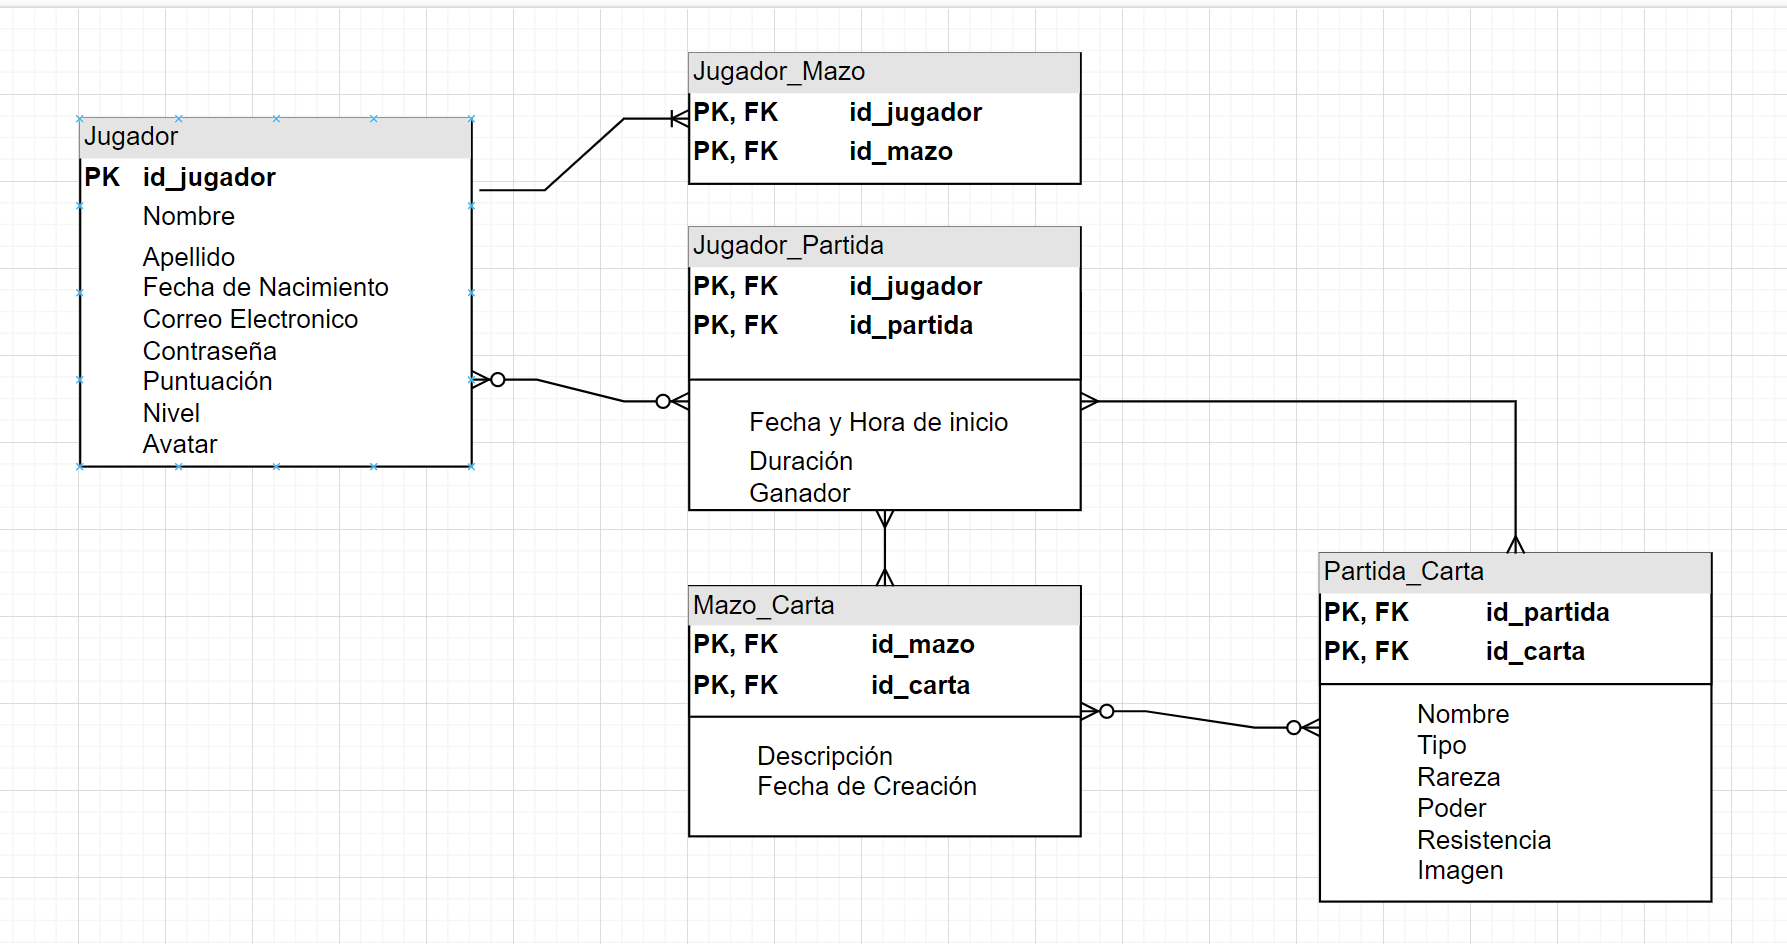 Jugador
PK id_jugador
Nombre
Apellido
Fecha de Nacimiento
Correo Electronico
Contraseña
Puntuación
Nivel
Avatar
Jugador_Mazo
PK, FK id_jugador
PK, FK id_mazo
Jugador_Partida
PK, FK id_jugador
PK, FK id_partida
Fecha y Hora de inicio
Duración
Ganador
Mazo_Carta
PK, FK id_mazo
PK, FK id_carta
Descripción
Fecha de Creación
Partida_Carta
PK, FK id_partida
PK, FK id_carta
Nombre
Tipo
Rareza
Poder
Resistencia
Imagen